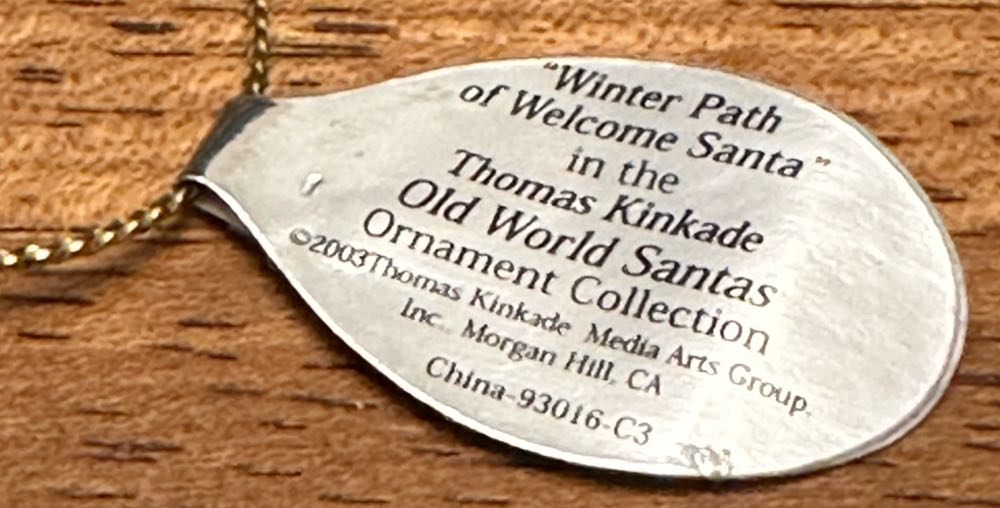 "Winter Path
of Welcome Santa"
in the
Thomas Kinkade
Old World Santas
Ornament Collection
©2003Thomas Kinkade Media Arts Group,
Inc. Morgan Hill, CA
China-93016-C3